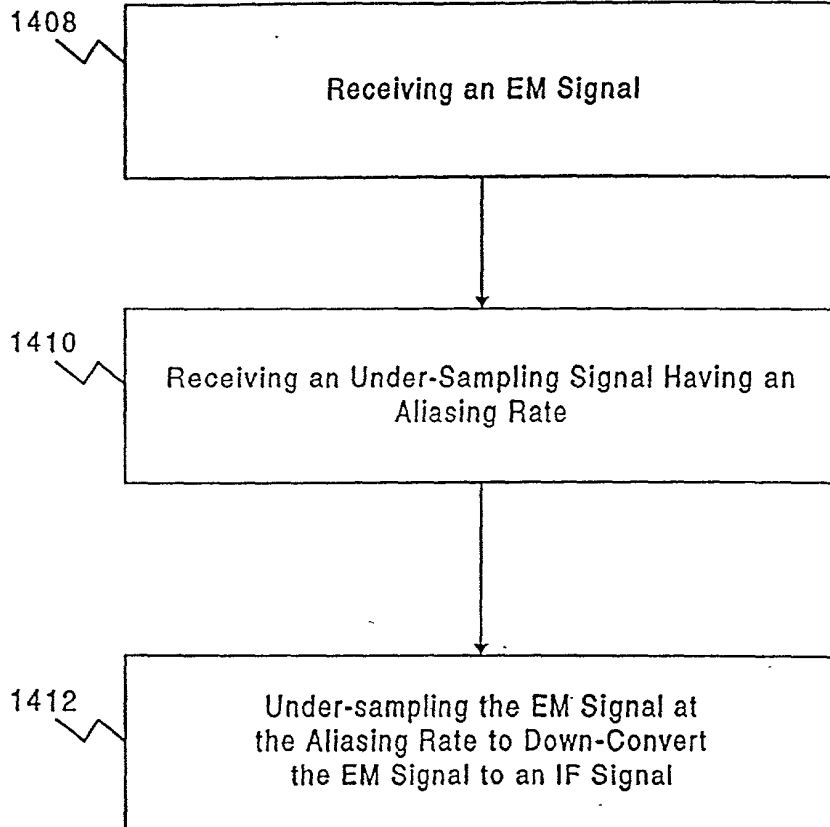 1408
Receiving an EM Signal
1410
Receiving an Under-Sampling Signal Having an
Aliasing Rate
1412
Under-sampling the EM Signal at
the Aliasing Rate to Down-Convert
the EM Signal to an IF Signal